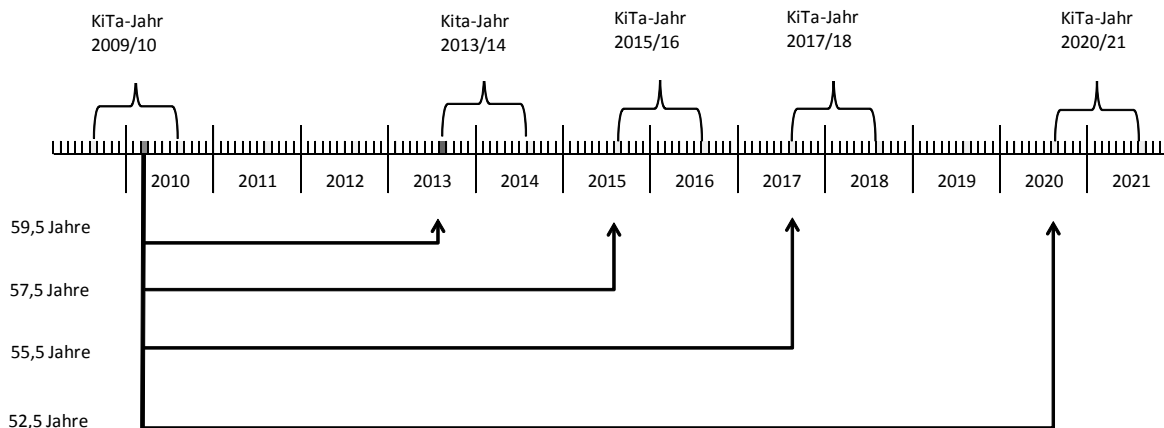 KiTa-Jahr
2009/10
Kita-Jahr
2013/14
KiTa-Jahr
2015/16
KiTa-Jahr
2017/18
KiTa-Jahr
2020/21
2010
2011
2012
2013
2014
2015
2016
2017
2018
2019
2020
2021
59,5 Jahre
57,5 Jahre
55,5 Jahre
52,5 Jahre